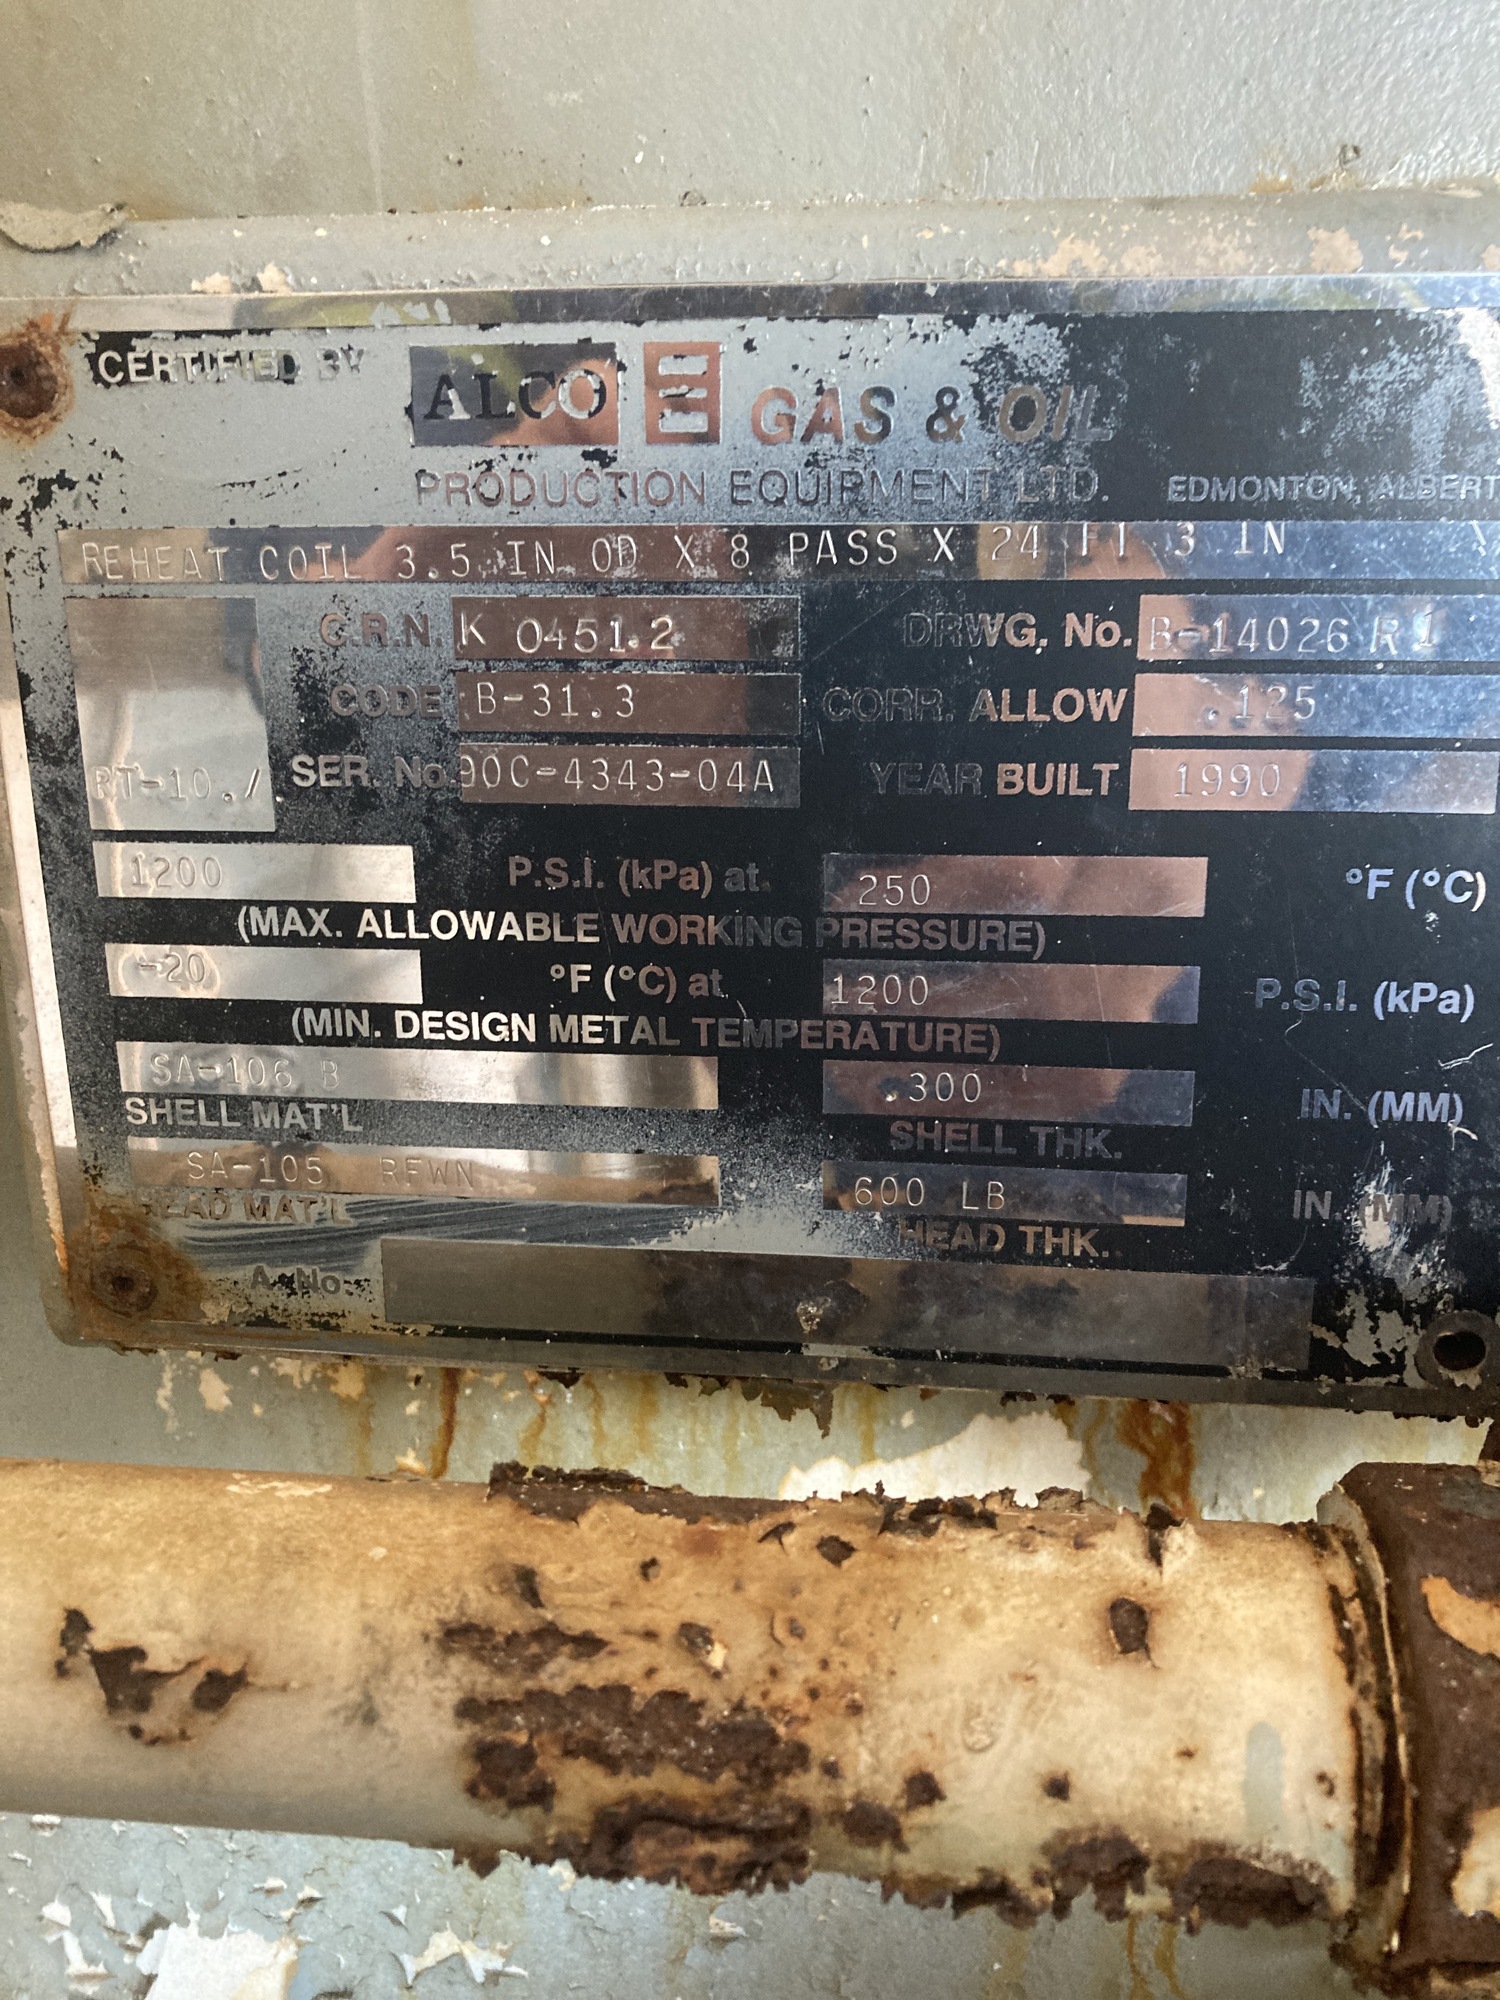 CERTIFIED BY ALCO GAS & OIL
PRODUCTION EQUIPMENT LTD. EDMONTON, ALBERT
REHEAT COIL 3.5 IN OD X 8 PASS X 24 FT 3 IN
C.R.N. K 0451.2 DRWG. No. B-14026 R1
CODE B-31.3 CORR. ALLOW .125
RT-10./ SER. No. 90C-4343-04A YEAR BUILT 1990
1200 P.S.I. (kPa) at 250 °F (°C)
(MAX. ALLOWABLE WORKING PRESSURE)
-20 °F (°C) at 1200 P.S.I. (kPa)
(MIN. DESIGN METAL TEMPERATURE)
SA-106 B .300 IN. (MM)
SHELL MAT'L SHELL THK.
SA-105 RFWN 600 LB IN. (MM)
HEAD MAT'L HEAD THK.
A. No.